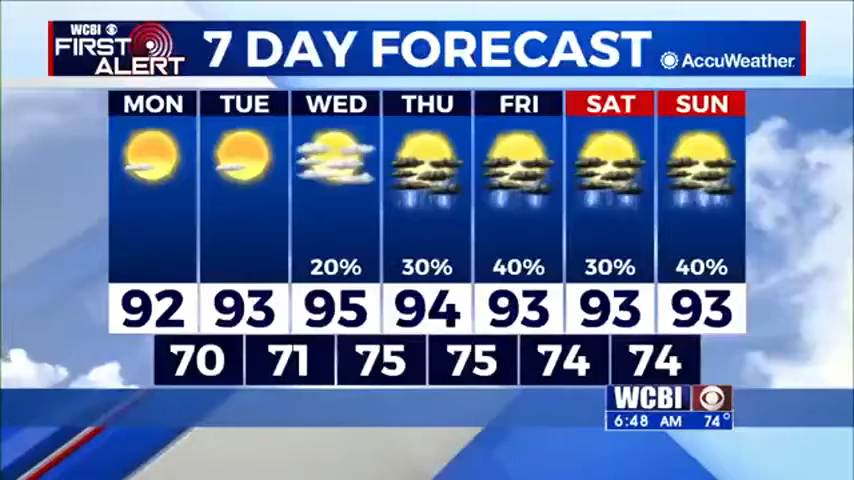 WCBI
FIRST
ALERT
7 DAY FORECAST
AccuWeather
MON TUE WED THU FRI SAT SUN
20% 30% 40% 30% 40%
92 93 95 94 93 93 93
70 71 75 75 74 74
WCBI
6:48 AM 74°